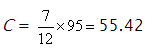 C = 7/12 × 95 = 55.42